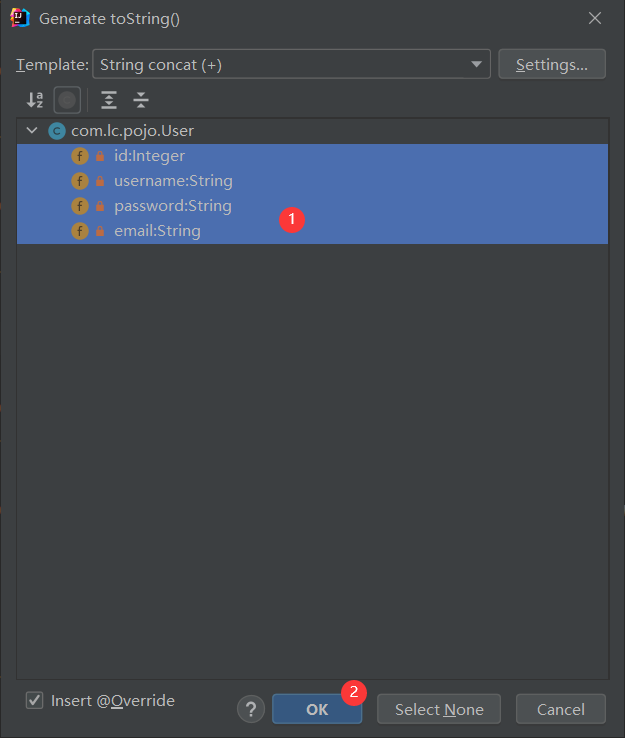 Generate toString()
Template: String concat (+) Settings...
com.lc.pojo.User
id:Integer
username:String
password:String
1
email:String
Insert @Override
2
? OK Select None Cancel